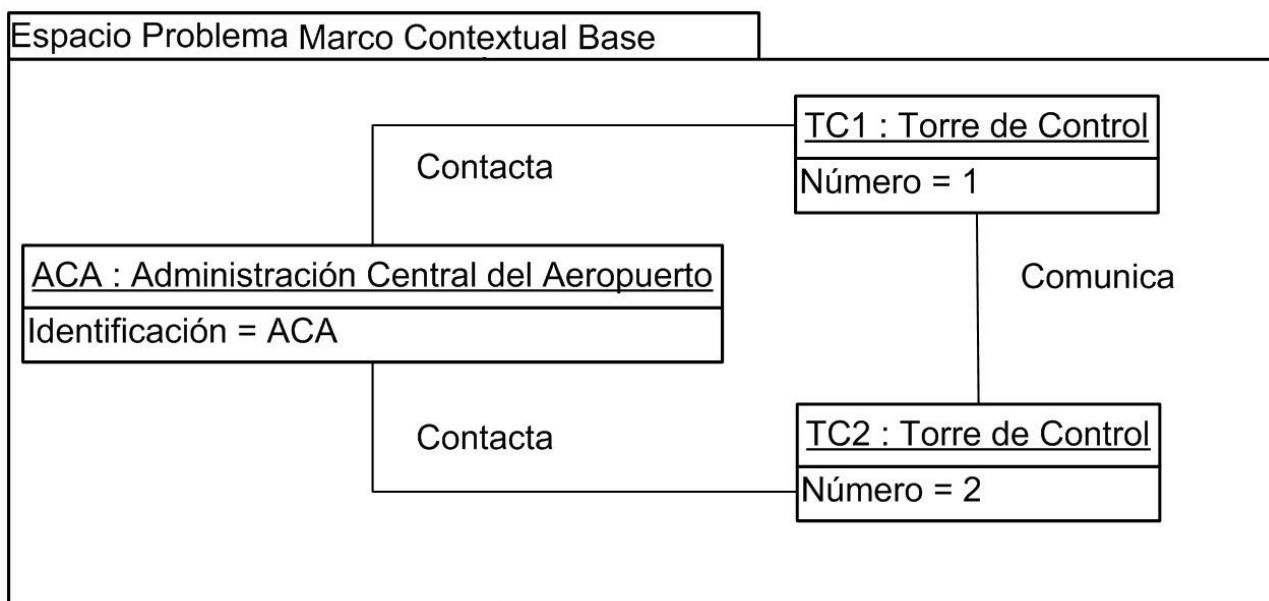 Espacio Problema Marco Contextual Base
TC1 : Torre de Control
Número = 1
Contacta
ACA : Administración Central del Aeropuerto
Identificación = ACA
Comunica
Contacta
TC2 : Torre de Control
Número = 2